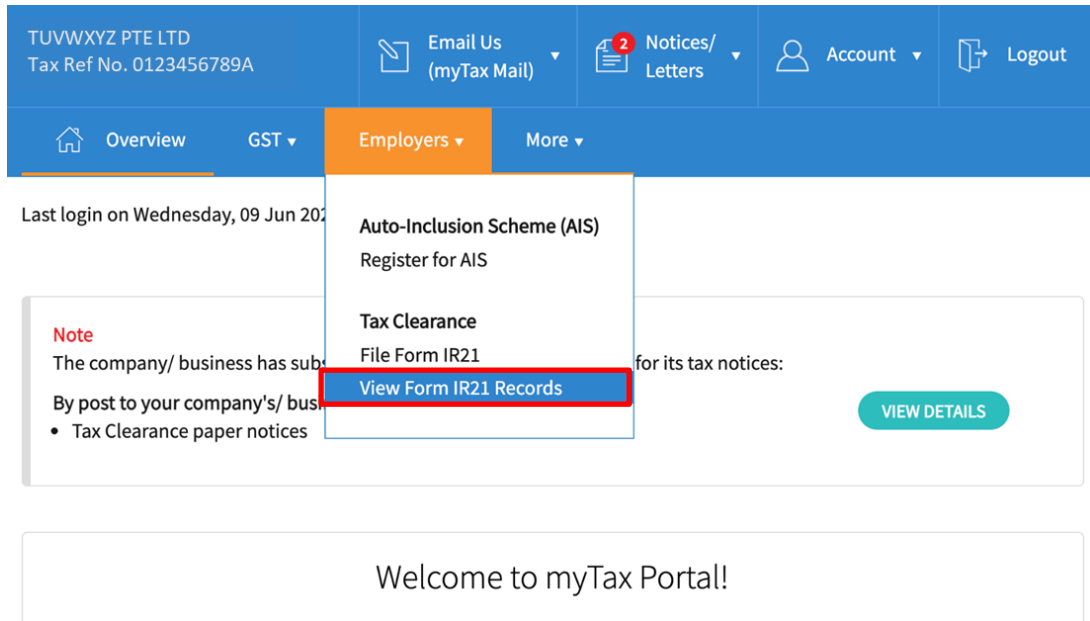 TUVWXYZ PTE LTD
Tax Ref No. 0123456789A
Email Us
(myTax Mail)
2
Notices/
Letters
Account
Logout
Overview
GST
Employers
More
Last login on Wednesday, 09 Jun
Auto-Inclusion Scheme (AIS)
Register for AIS
Tax Clearance
File Form IR21
View Form IR21 Records
Note
The company/ business has for its tax notices:
By post to your company's/
• Tax Clearance paper notices
VIEW DETAILS
Welcome to myTax Portal!